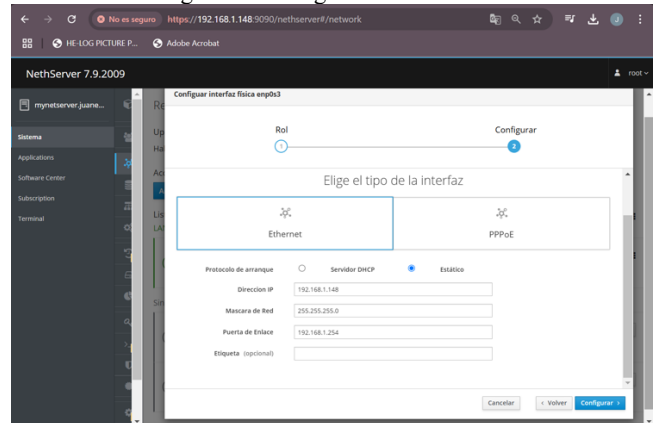 No es seguro https://192.168.1.148:9090/nethserver#/network
HE-LOG PICTURE P... Adobe Acrobat
NethServer 7.9.2009 root
mynetserver.juane...
Sistema
Applications
Software Center
Subscription
Terminal
Configuar interfaz física enp0s3
Rol Configurar
1 2
Elige el tipo de la interfaz
Ethernet PPPoE
Protocolo de arranque Servidor DHCP Estático
Direccion IP 192.168.1.148
Mascara de Red 255.255.255.0
Puerta de Enlace 192.168.1.254
Etiqueta (opcional)
Cancelar < Volver Configurar >